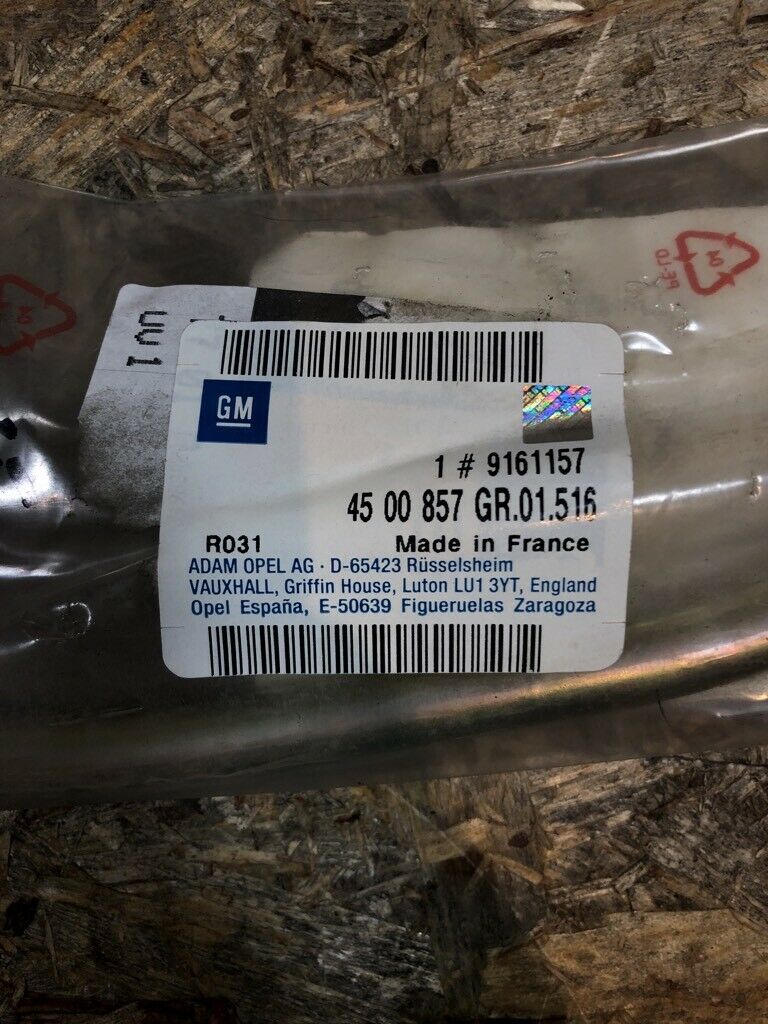 GM
1 # 9161157
45 00 857 GR.01.516
R031 Made in France
ADAM OPEL AG · D-65423 Rüsselsheim
VAUXHALL, Griffin House, Luton LU1 3YT, England
Opel España, E-50639 Figueruelas Zaragoza